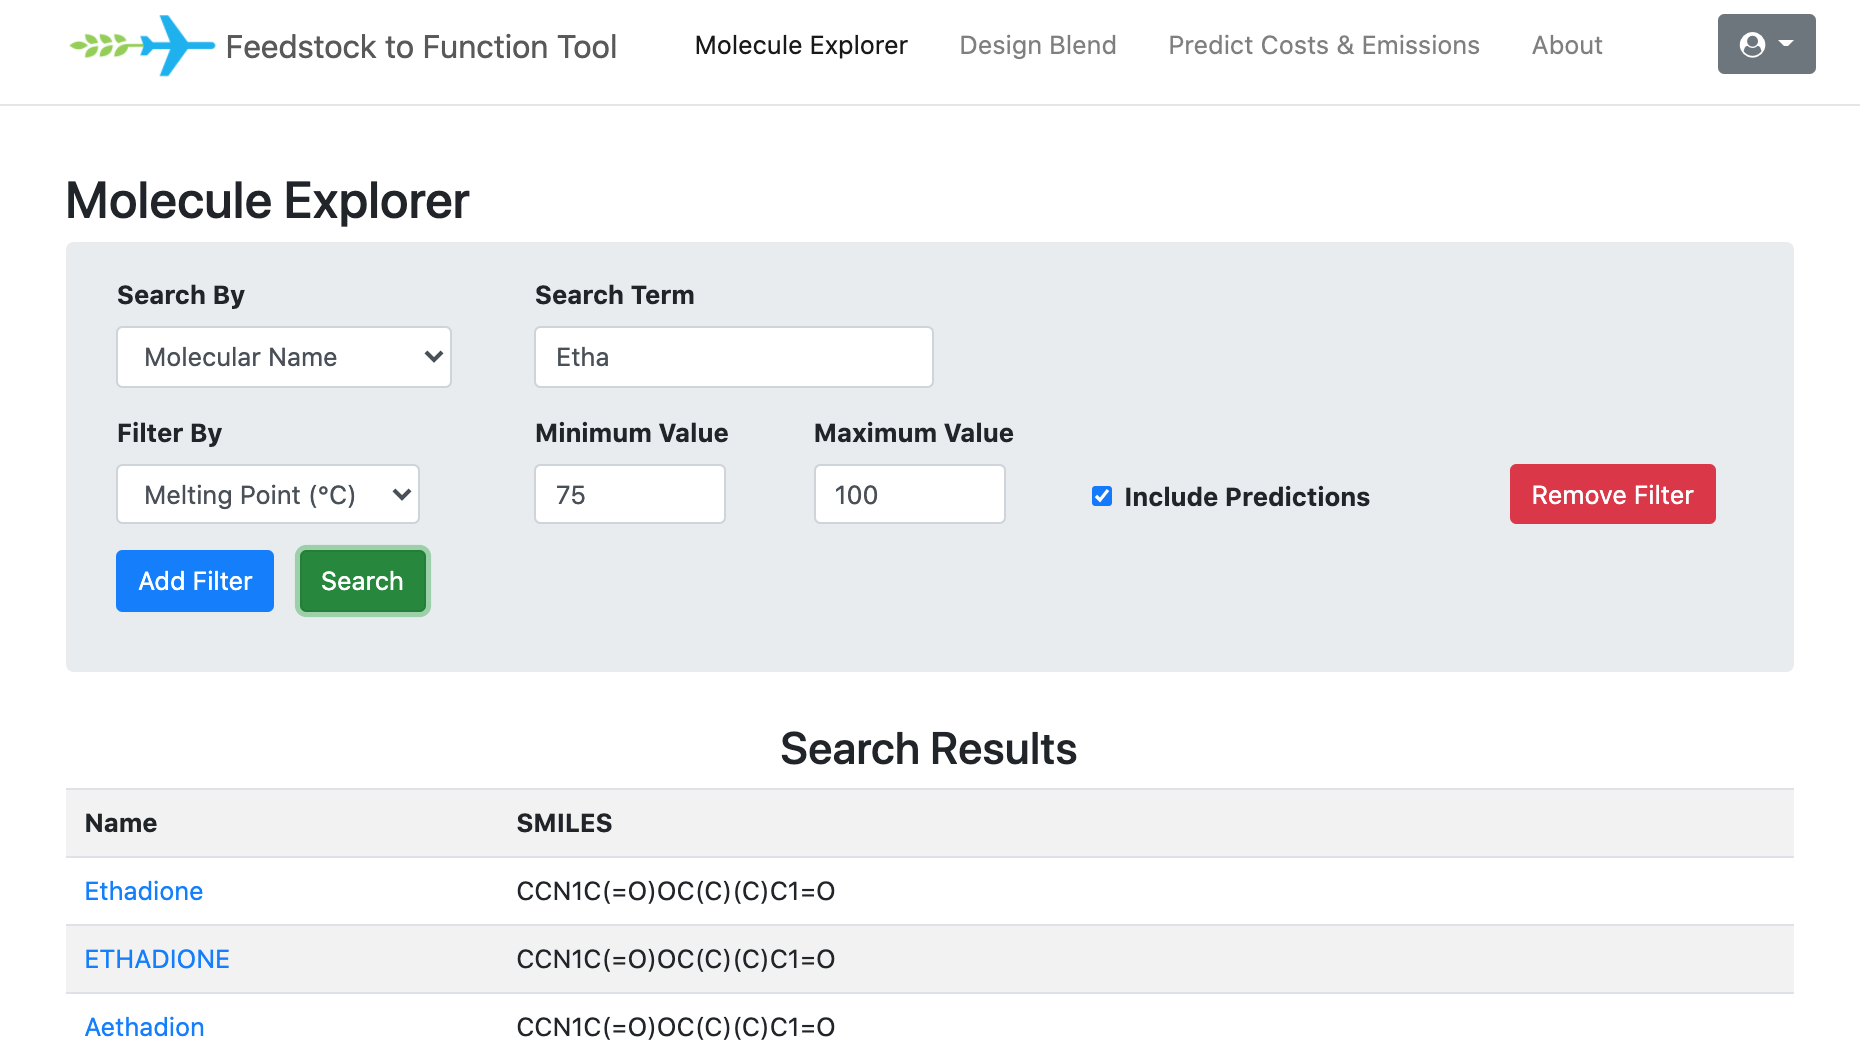 Feedstock to Function Tool Molecule Explorer Design Blend Predict Costs & Emissions About
Molecule Explorer
Search By Search Term
Molecular Name Etha
Filter By Minimum Value Maximum Value
Melting Point (°C) 75 100 Include Predictions Remove Filter
Add Filter Search
Search Results
Name SMILES
Ethadione CCN1C(=O)OC(C)(C)C1=O
ETHADIONE CCN1C(=O)OC(C)(C)C1=O
Aethadion CCN1C(=O)OC(C)(C)C1=O